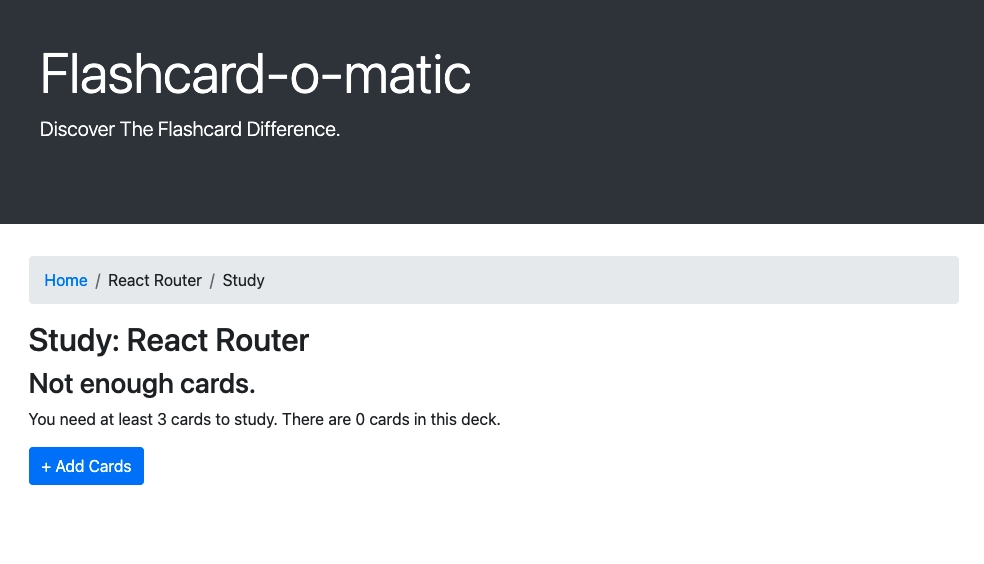 Flashcard-o-matic
Discover The Flashcard Difference.
Home / React Router / Study
Study: React Router
Not enough cards.
You need at least 3 cards to study. There are 0 cards in this deck.
+ Add Cards